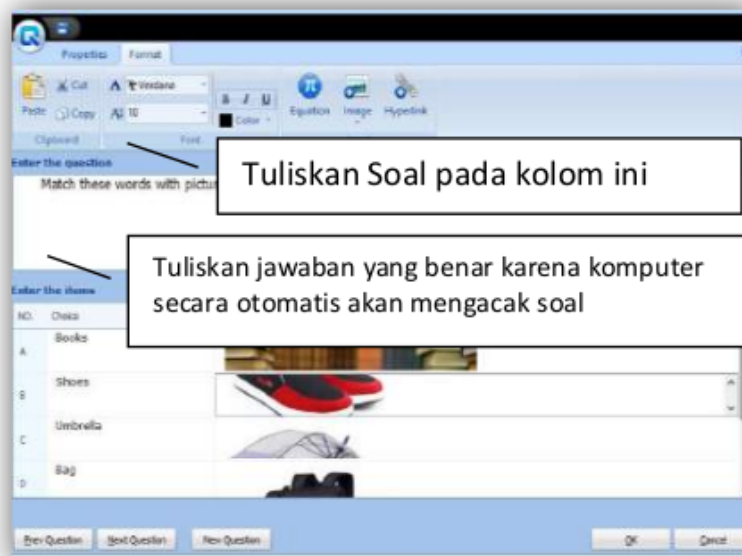 Properties Format
Cut Verdana
Paste Copy 10 B I U Color Equation Image Hyperlink
Clipboard Font
Enter the question
Tuliskan Soal pada kolom ini
Match these words with pictu
Tuliskan jawaban yang benar karena komputer
secara otomatis akan mengacak soal
Enter the items
NO. Choice
A Books
B Shoes
C Umbrella
D Bag
Prev Question Next Question New Question OK Cancel